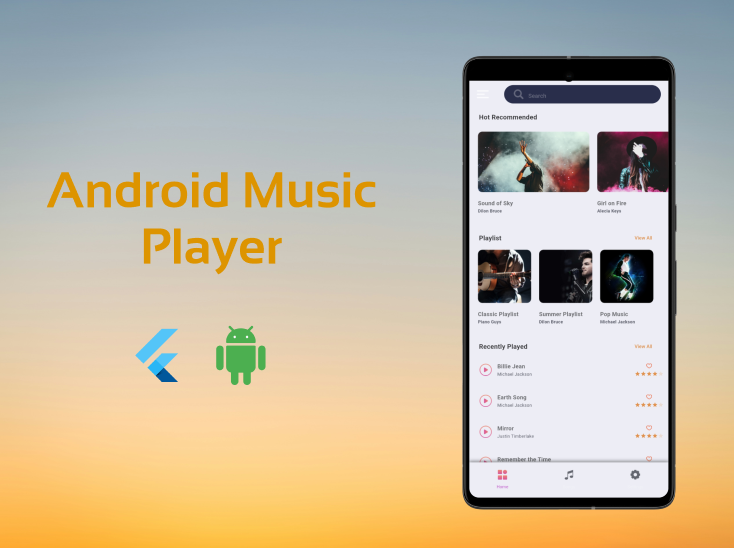 Android Music
Player
Search
Hot Recommended
Sound of Sky
Dilon Bruce
Girl on Fire
Alecia Keys
Playlist
View All
Classic Playlist
Piano Guys
Summer Playlist
Dilon Bruce
Pop Music
Michael Jackson
Recently Played
View All
Billie Jean
Michael Jackson
Earth Song
Michael Jackson
Mirror
Justin Timberlake
Remember the Time
Home